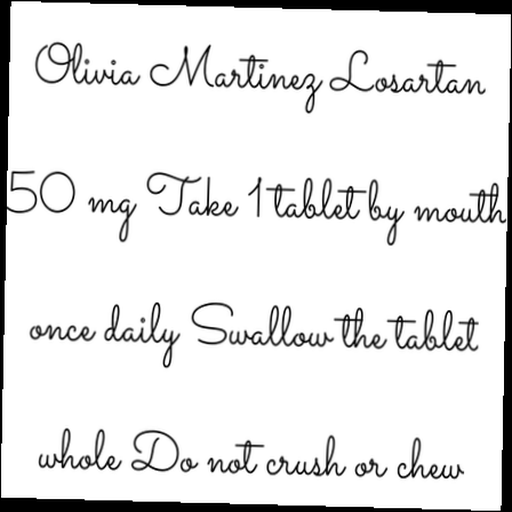 Olivia Martinez Losartan
50 mg Take 1 tablet by mouth
once daily Swallow the tablet
whole Do not crush or chew